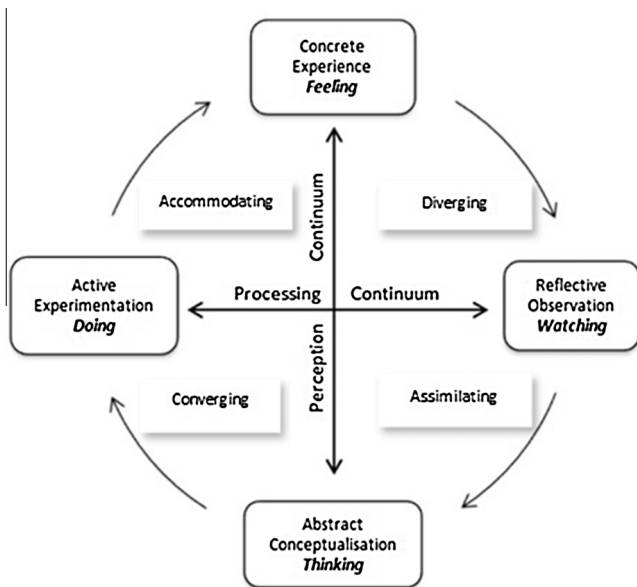 Concrete
Experience
Feeling
Accommodating
Diverging
Continuum
Active
Experimentation
Doing
Processing
Continuum
Reflective
Observation
Watching
Converging
Perception
Assimilating
Abstract
Conceptualisation
Thinking